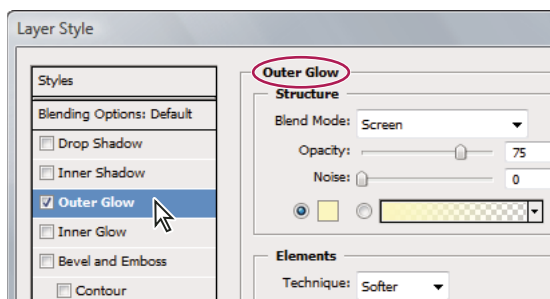 Layer Style
Styles
Blending Options: Default
Drop Shadow
Inner Shadow
Outer Glow
Inner Glow
Bevel and Emboss
Contour
Outer Glow
Structure
Blend Mode: Screen
Opacity: 75
Noise: 0
Elements
Technique: Softer